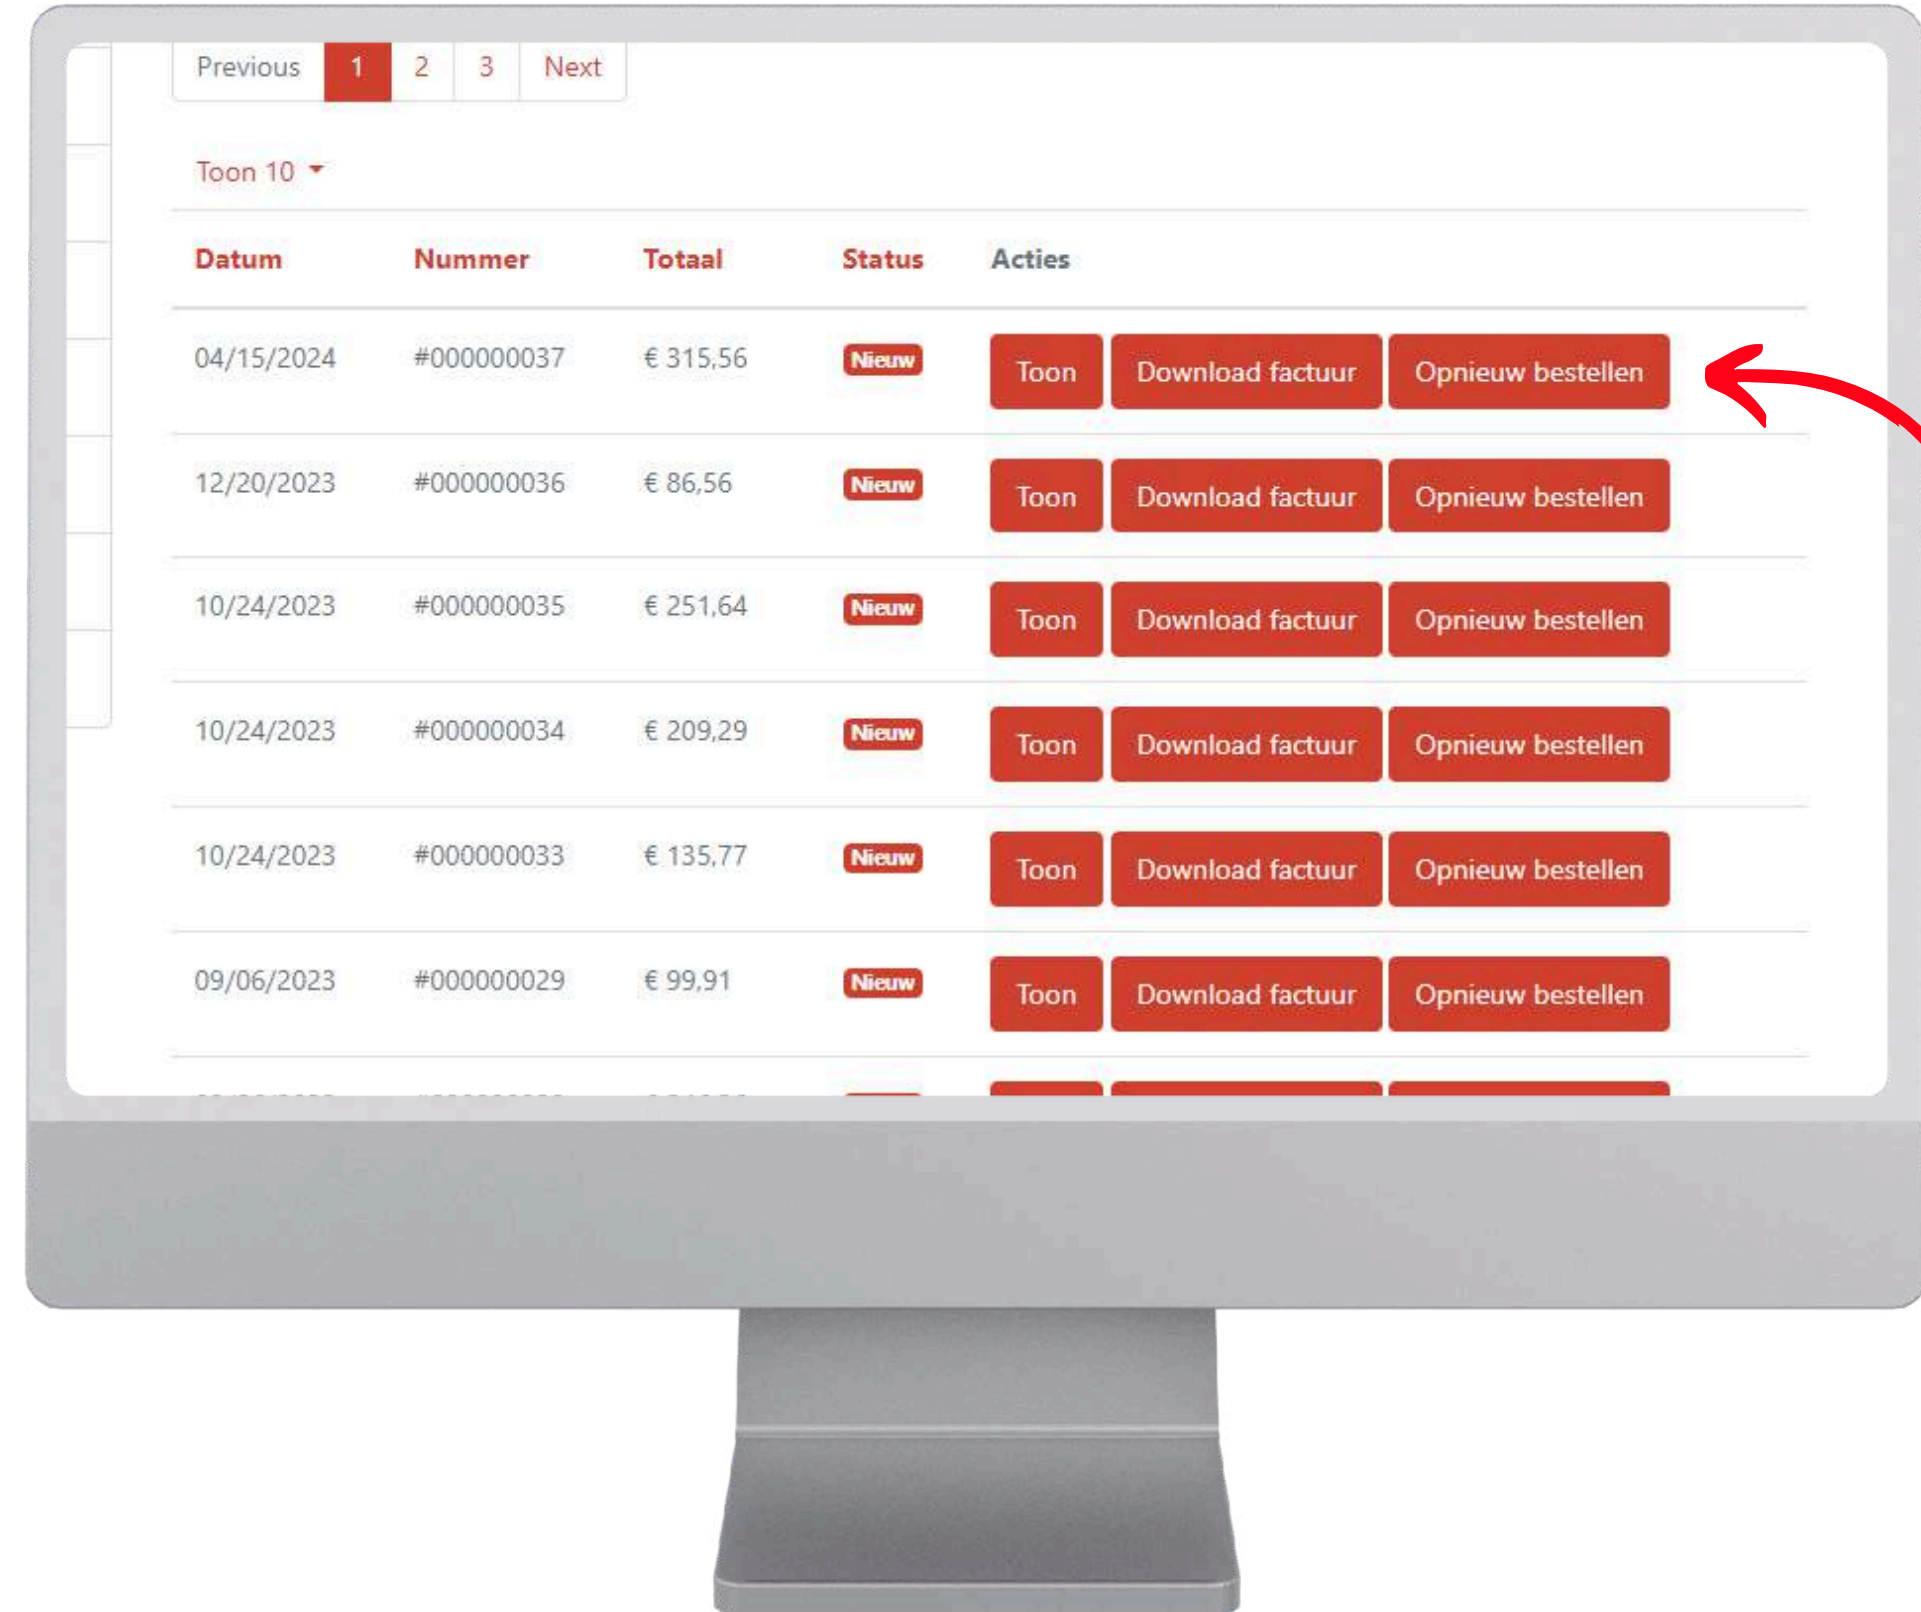 Previous 1 2 3 Next
Toon 10
Datum Nummer Totaal Status Acties
04/15/2024 #000000037 € 315,56 Nieuw Toon Download factuur Opnieuw bestellen
12/20/2023 #000000036 € 86,56 Nieuw Toon Download factuur Opnieuw bestellen
10/24/2023 #000000035 € 251,64 Nieuw Toon Download factuur Opnieuw bestellen
10/24/2023 #000000034 € 209,29 Nieuw Toon Download factuur Opnieuw bestellen
10/24/2023 #000000033 € 135,77 Nieuw Toon Download factuur Opnieuw bestellen
09/06/2023 #000000029 € 99,91 Nieuw Toon Download factuur Opnieuw bestellen